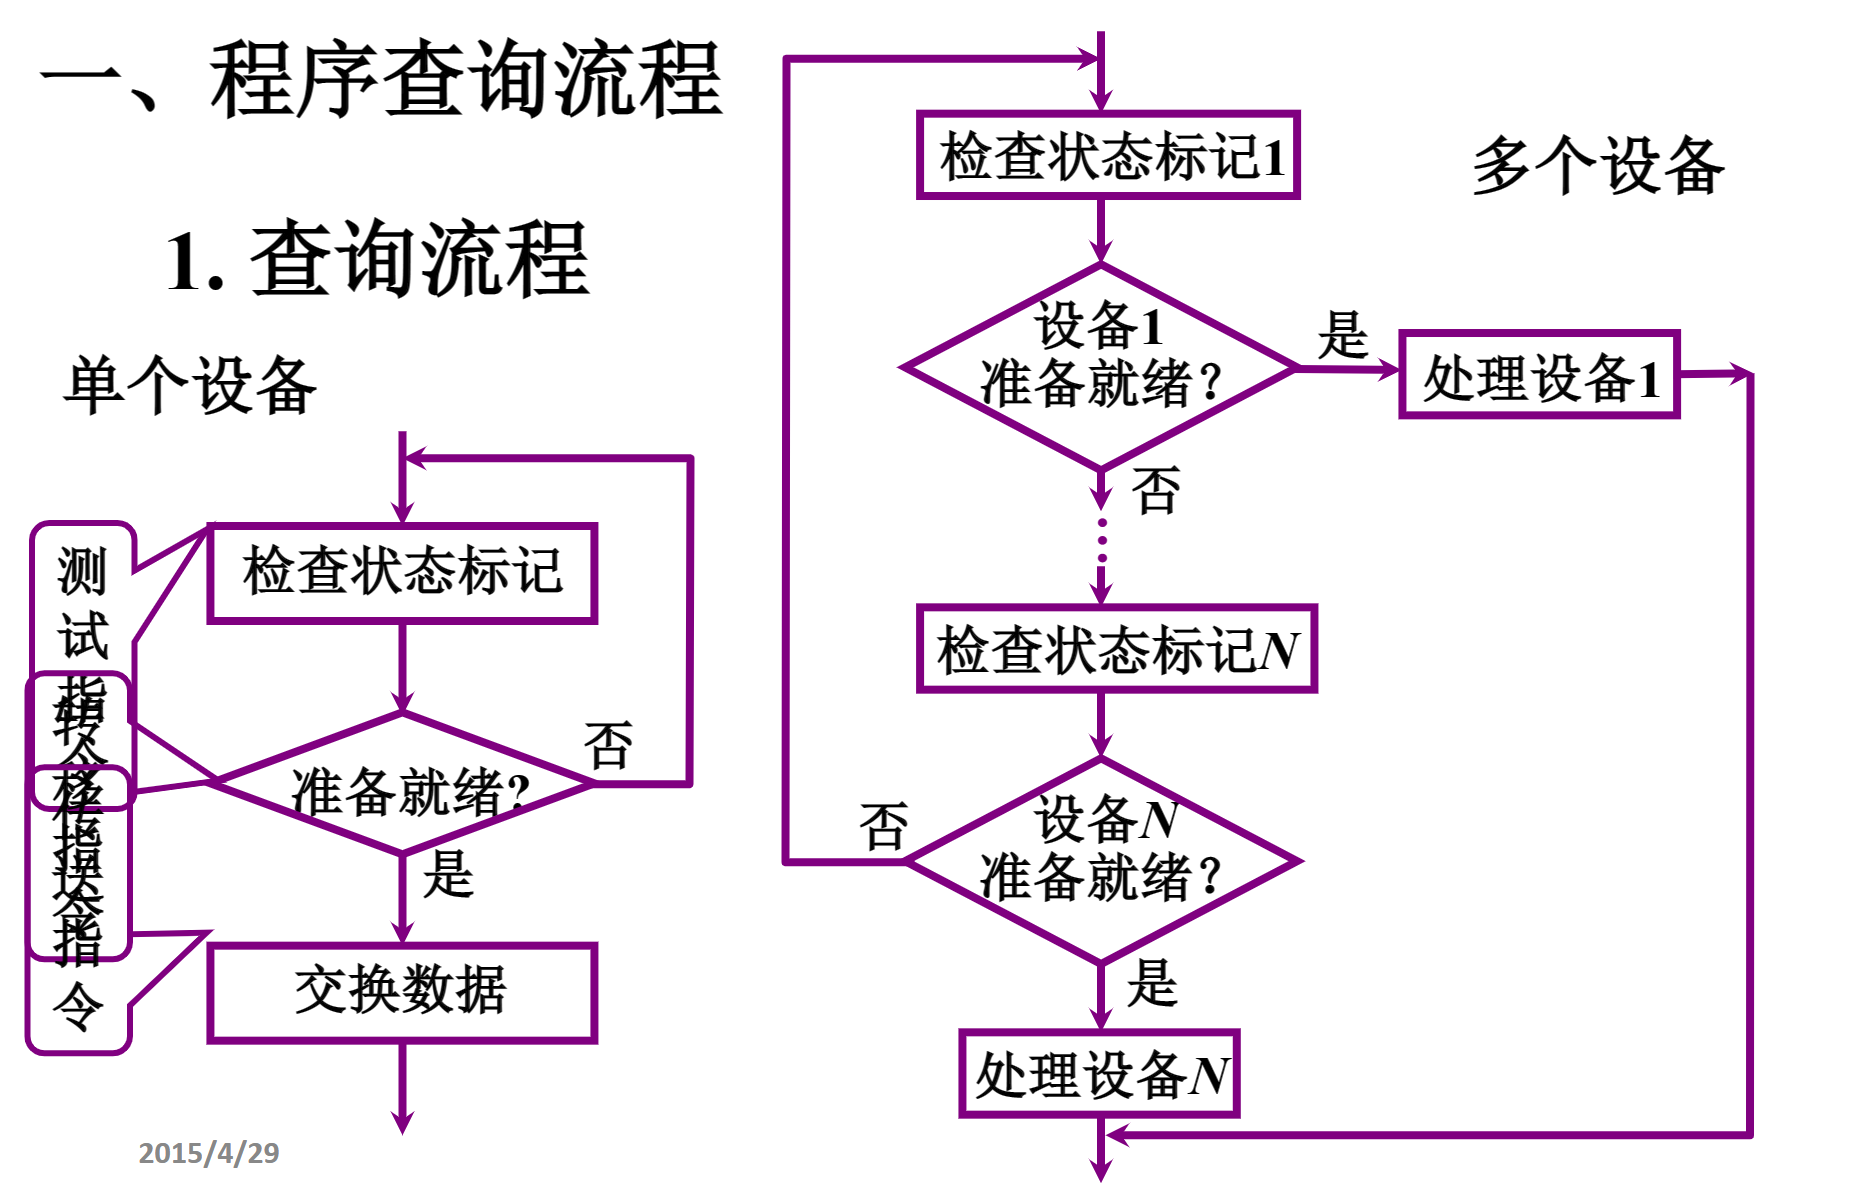 一、程序查询流程
1. 查询流程
单个设备
测
试
指
令
转
移
指
令
传
送
指
令
检查状态标记
准备就绪?
否
是
交换数据
2015/4/29
多个设备
检查状态标记1
设备1
准备就绪?
是
处理设备1
否
检查状态标记N
设备N
准备就绪?
否
是
处理设备N